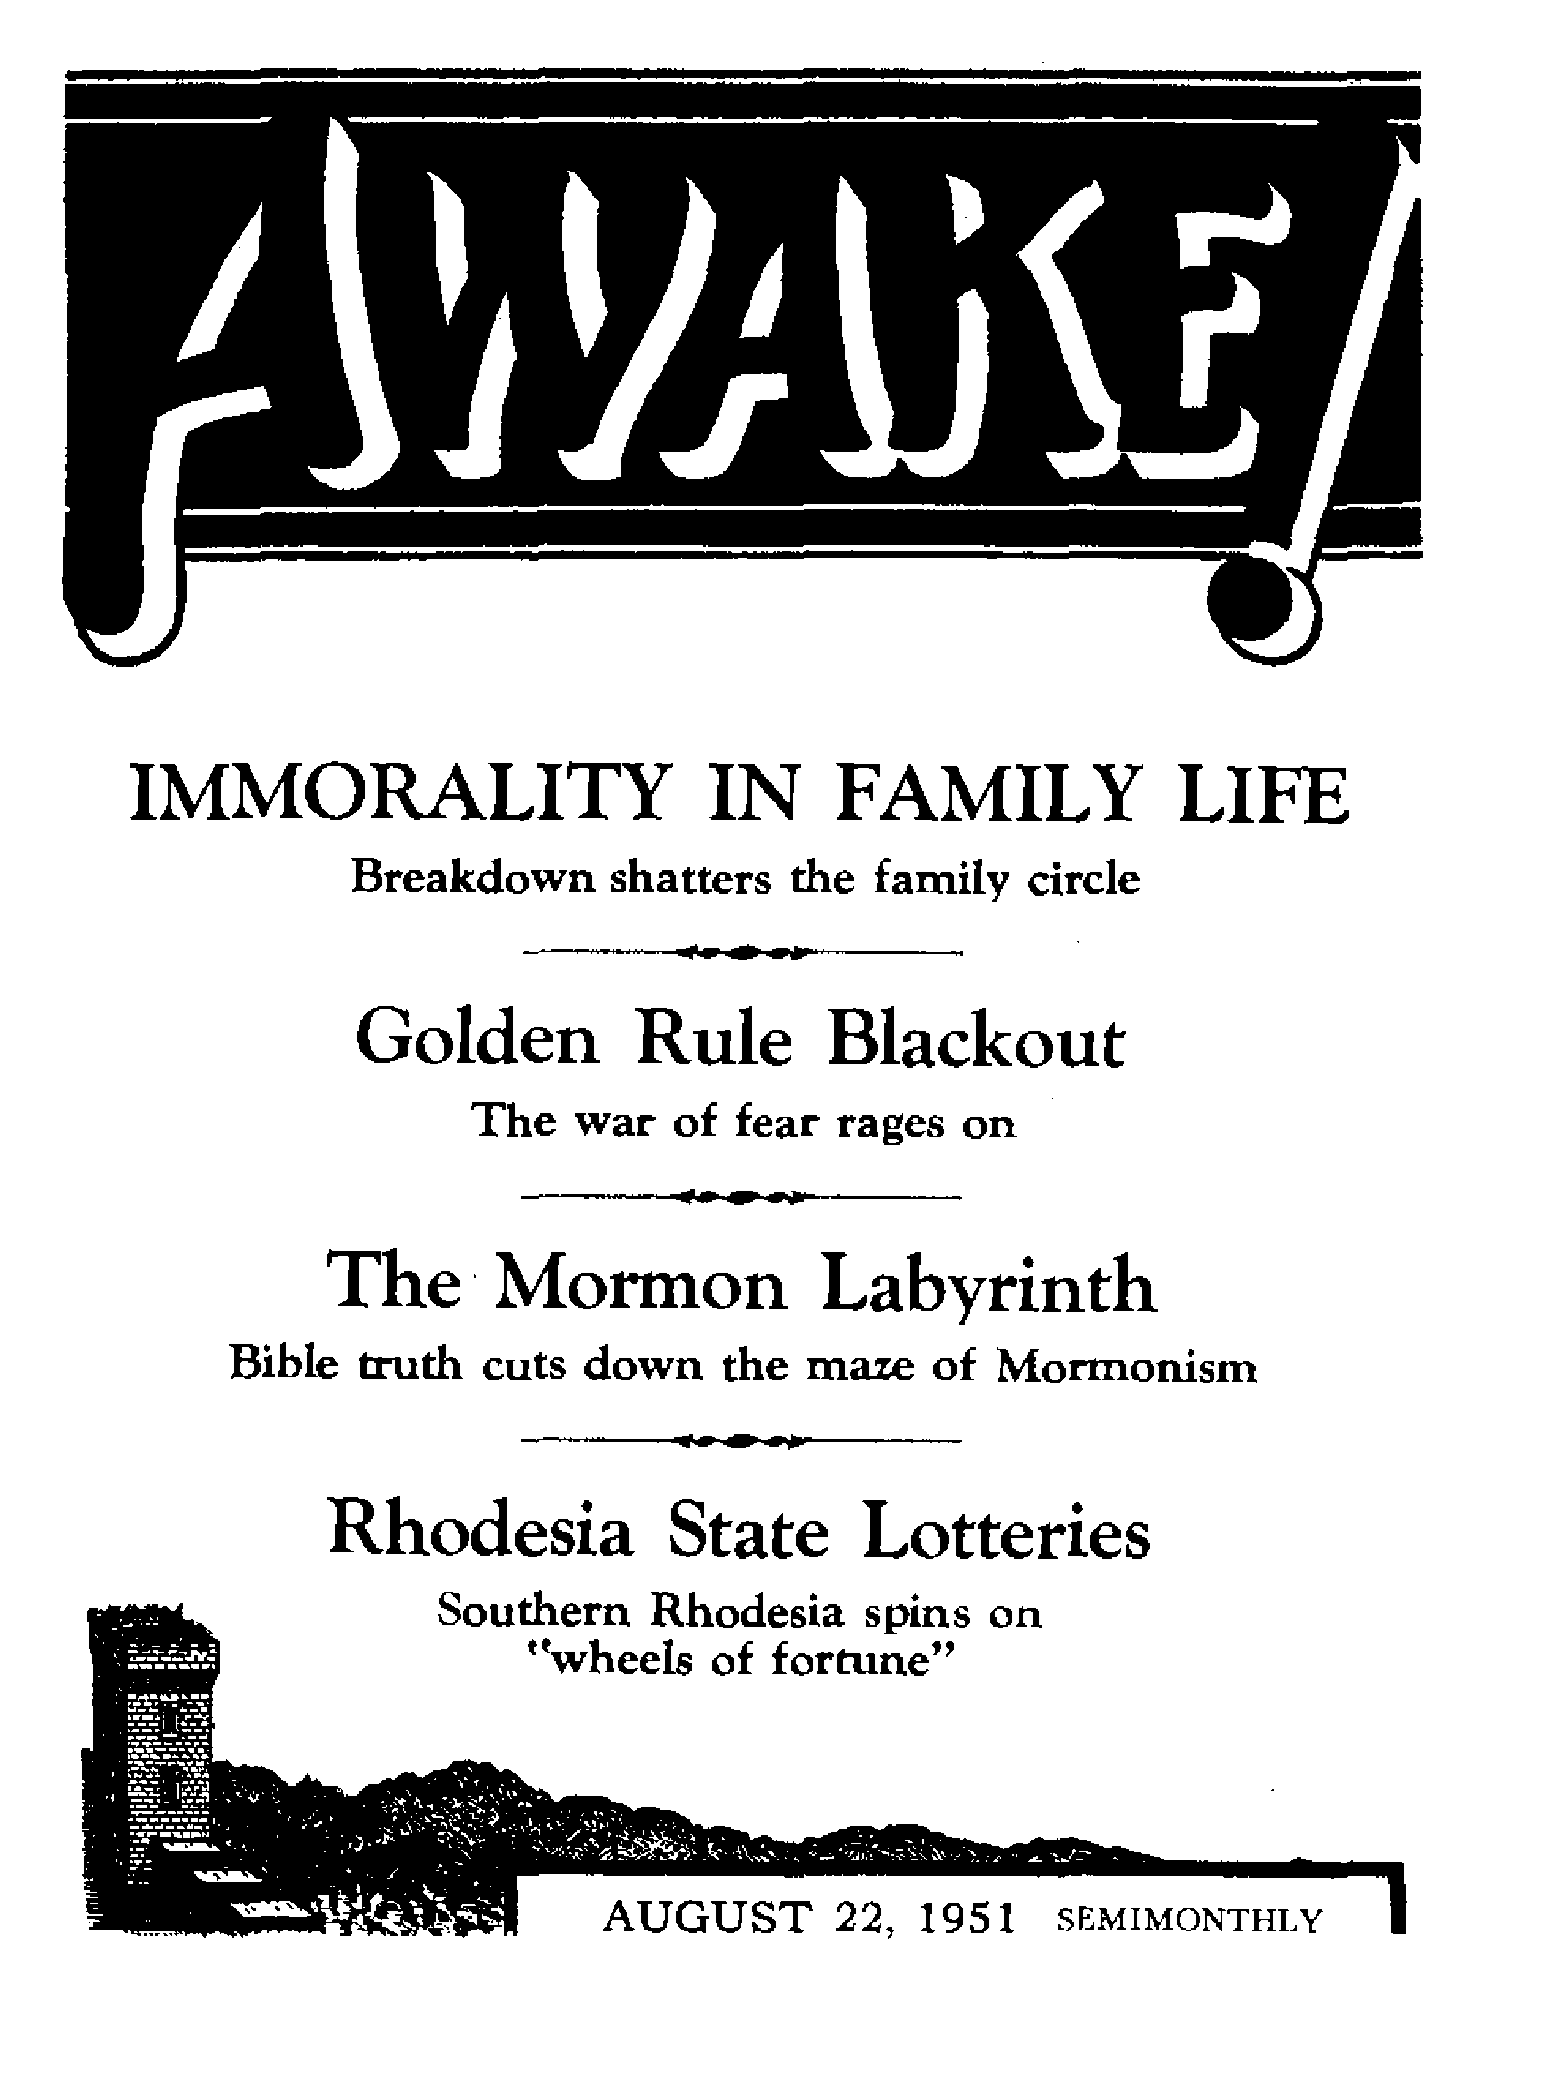 AWAKE!
IMMORALITY IN FAMILY LIFE
Breakdown shatters the family circle
Golden Rule Blackout
The war of fear rages on
The Mormon Labyrinth
Bible truth cuts down the maze of Mormonism
Rhodesia State Lotteries
Southern Rhodesia spins on
"wheels of fortune"
AUGUST 22, 1951 SEMIMONTHLY